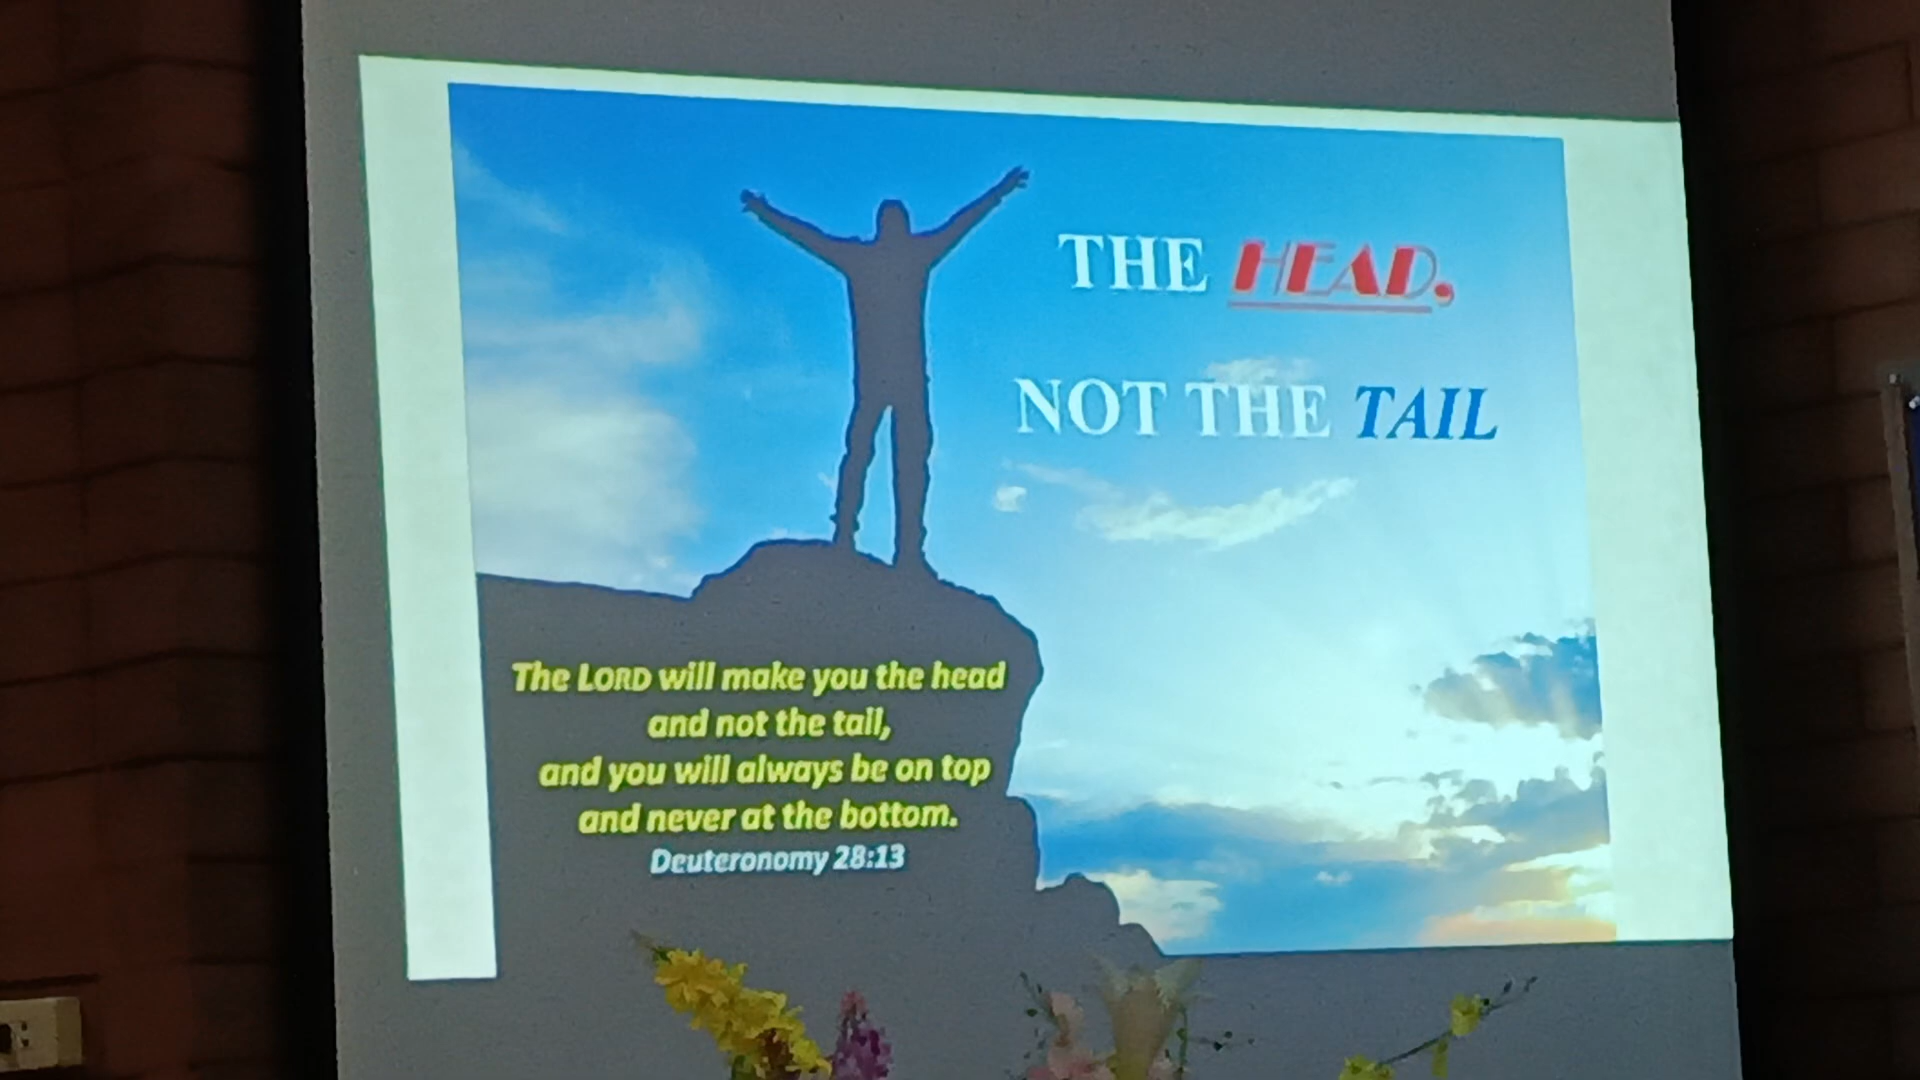 THE HEAD,
NOT THE TAIL
The LORD will make you the head
and not the tail,
and you will always be on top
and never at the bottom.
Deuteronomy 28:13